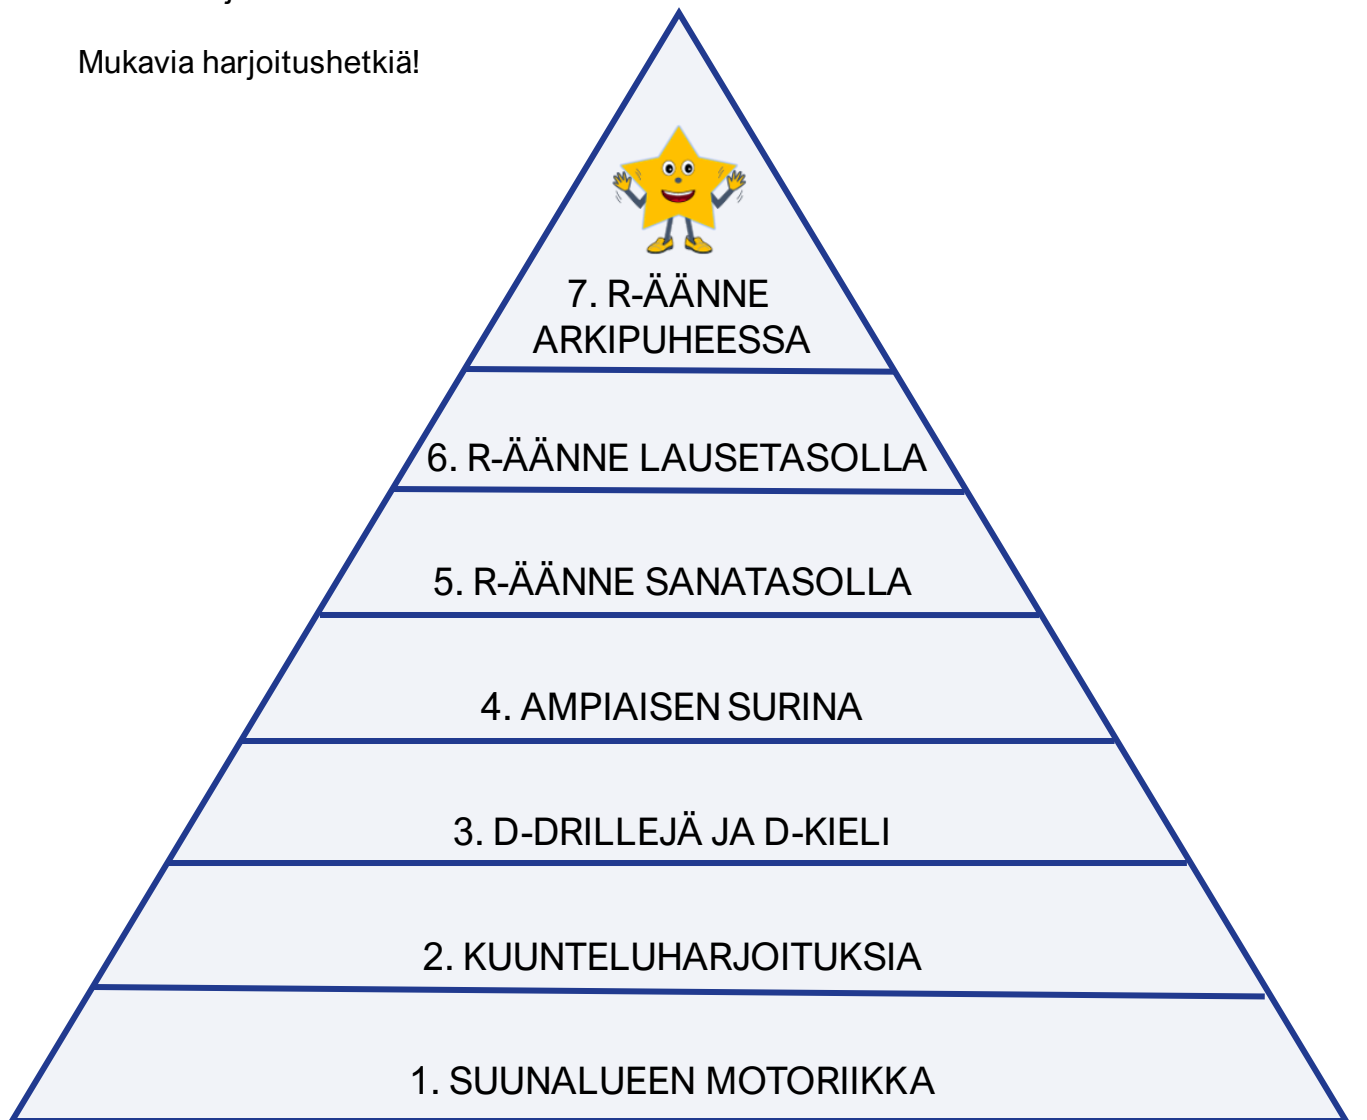 Mukavia harjoitushetkiä!
7. R-ÄÄNNE
ARKIPUHEESSA
6. R-ÄÄNNE LAUSETASOLLA
5. R-ÄÄNNE SANATASOLLA
4. AMPIAISEN SURINA
3. D-DRILLEJÄ JA D-KIELI
2. KUUNTELUHARJOITUKSIA
1. SUUNALUEEN MOTORIIKKA